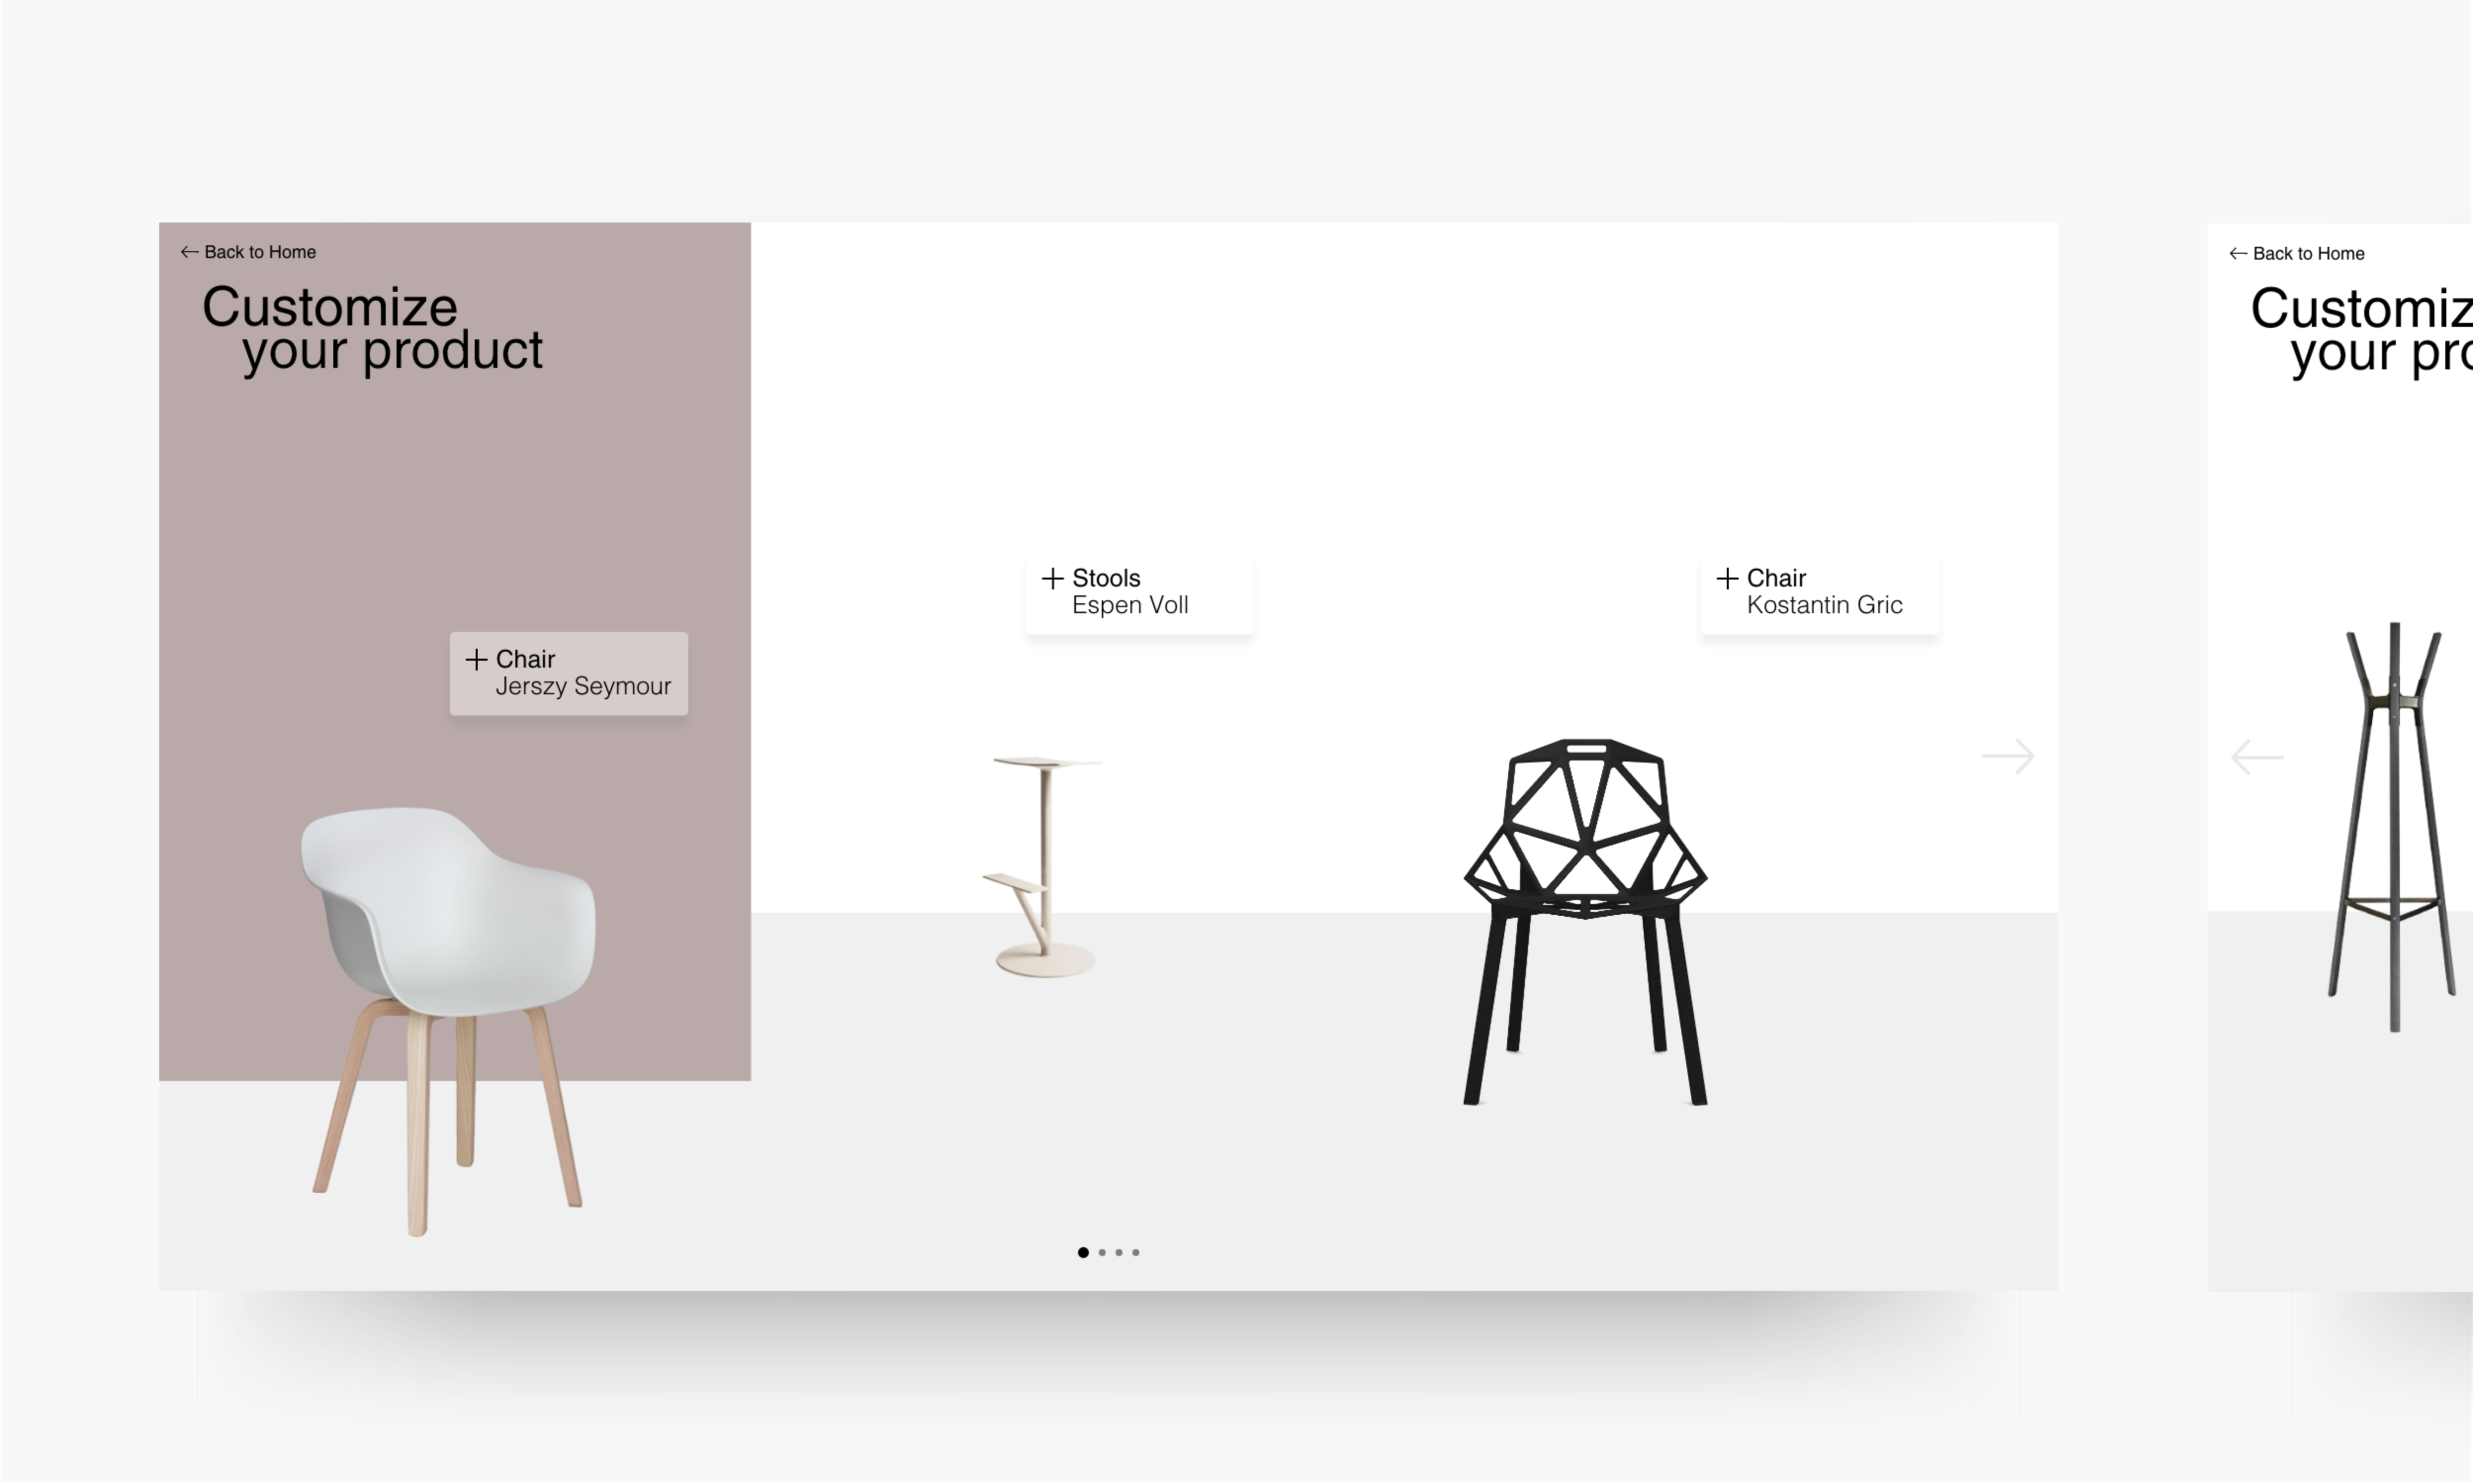 Back to Home
Customize
your product
Chair
Jerszy Seymour
Stools
Espen Voll
Chair
Kostantin Gric
Back to Home
Customiz
your pro